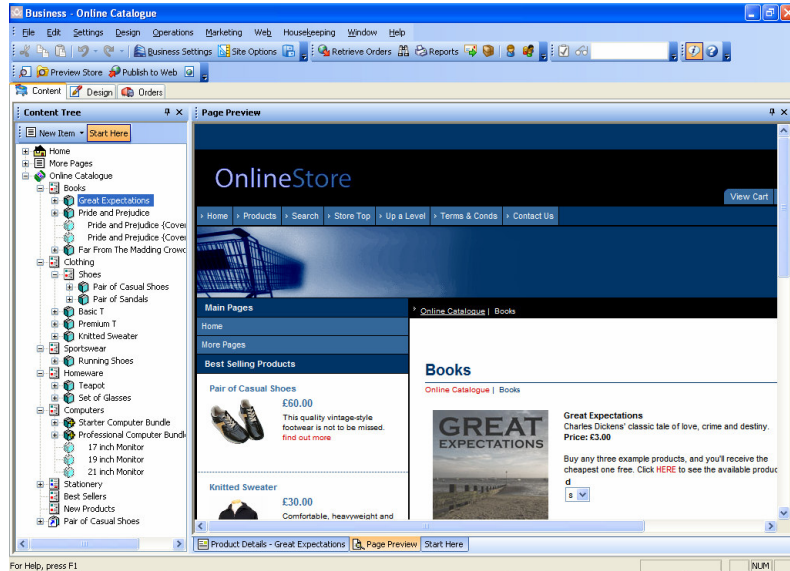 Business - Online Catalogue
File Edit Settings Design Operations Marketing Web Housekeeping Window Help
Business Settings Site Options Retrieve Orders Reports
Preview Store Publish to Web
Content Design Orders
Content Tree
New Item Start Here
Home
More Pages
Online Catalogue
Books
Great Expectations
Pride and Prejudice
Pride and Prejudice {Cover
Pride and Prejudice {Cover
Far From The Madding Crowd
Clothing
Shoes
Pair of Casual Shoes
Pair of Sandals
Basic T
Premium T
Knitted Sweater
Sportswear
Running Shoes
Homeware
Teapot
Set of Glasses
Computers
Starter Computer Bundle
Professional Computer Bundl
17 inch Monitor
19 inch Monitor
21 inch Monitor
Stationery
Best Sellers
New Products
Pair of Casual Shoes
Page Preview
OnlineStore
View Cart
Home Products Search Store Top Up a Level Terms & Conds Contact Us
Main Pages
Home
More Pages
Best Selling Products
Pair of Casual Shoes
£60.00
This quality vintage-style
footwear is not to be missed.
find out more
Knitted Sweater
£30.00
Comfortable, heavyweight and
Online Catalogue | Books
Books
Online Catalogue | Books
GREAT
EXPECTATIONS
Great Expectations
Charles Dickens' classic tale of love, crime and destiny.
Price: £3.00
Buy any three example products, and you'll receive the
cheapest one free. Click HERE to see the available produc
d
s
Product Details - Great Expectations Page Preview Start Here
For Help, press F1
NUM